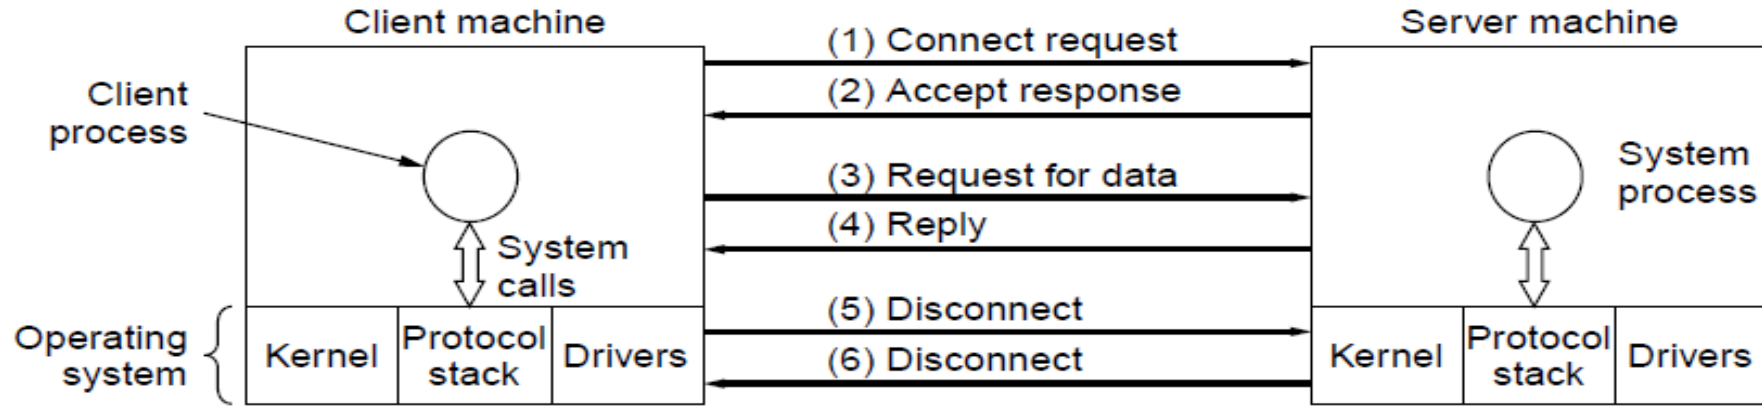 Client machine
Server machine
(1) Connect request
(2) Accept response
Client
process
(3) Request for data
System
process
(4) Reply
System
calls
(5) Disconnect
Operating
system
Kernel
Protocol
stack
Drivers
(6) Disconnect
Kernel
Protocol
stack
Drivers